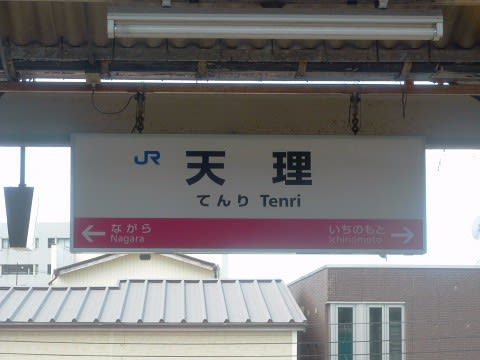 JR 天理
てんり Tenri
← ながら いちのもと →
Nagara Ichinomoto